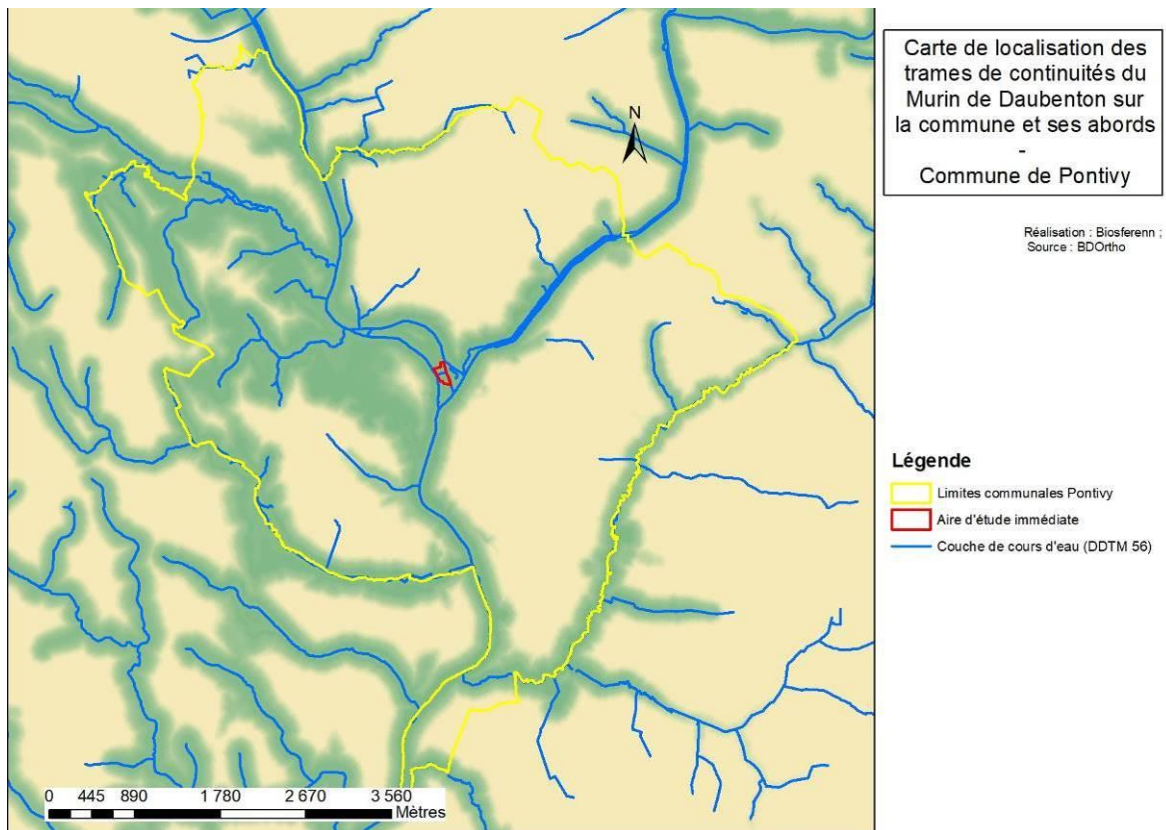 Carte de localisation des
trames de continuités du
Murin de Daubenton sur
la commune et ses abords
-
Commune de Pontivy
Réalisation : Biosferenn ;
Source : BDOrtho
N
Légende
Limites communales Pontivy
Aire d'étude immédiate
Couche de cours d'eau (DDTM 56)
0 445 890 1 780 2 670 3 560
Mètres